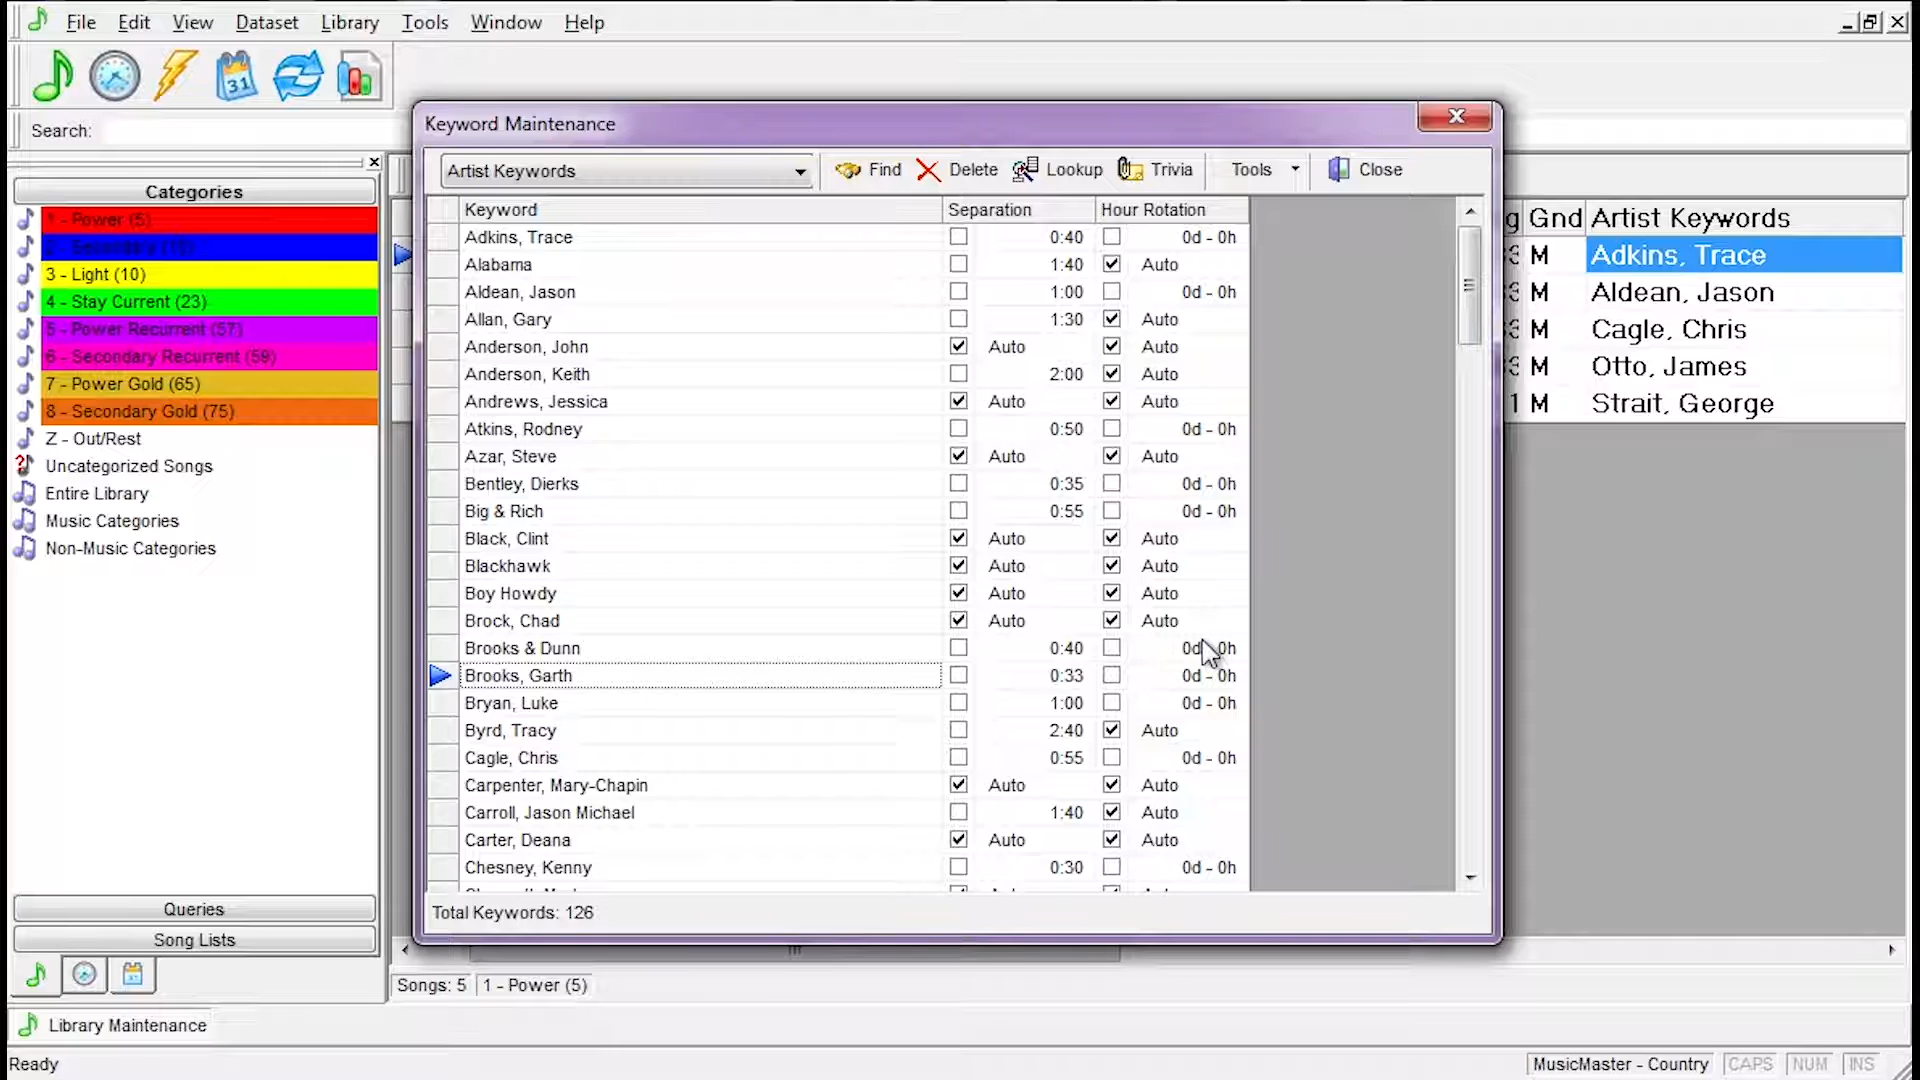 File Edit View Dataset Library Tools Window Help
31
Search:
Categories
1 - Power (5)
2 - Secondary (10)
3 - Light (10)
4 - Stay Current (23)
5 - Power Recurrent (57)
6 - Secondary Recurrent (59)
7 - Power Gold (65)
8 - Secondary Gold (75)
Z - Out/Rest
Uncategorized Songs
Entire Library
Music Categories
Non-Music Categories
Queries
Song Lists
Keyword Maintenance
Artist Keywords Find Delete Lookup Trivia Tools Close
Keyword Separation Hour Rotation
Adkins, Trace 0:40 0d - 0h
Alabama 1:40 Auto
Aldean, Jason 1:00 0d - 0h
Allan, Gary 1:30 Auto
Anderson, John Auto Auto
Anderson, Keith 2:00 Auto
Andrews, Jessica Auto Auto
Atkins, Rodney 0:50 0d - 0h
Azar, Steve Auto Auto
Bentley, Dierks 0:35 0d - 0h
Big & Rich 0:55 0d - 0h
Black, Clint Auto Auto
Blackhawk Auto Auto
Boy Howdy Auto Auto
Brock, Chad Auto Auto
Brooks & Dunn 0:40 0d - 0h
Brooks, Garth 0:33 0d - 0h
Bryan, Luke 1:00 0d - 0h
Byrd, Tracy 2:40 Auto
Cagle, Chris 0:55 0d - 0h
Carpenter, Mary-Chapin Auto Auto
Carroll, Jason Michael 1:40 Auto
Carter, Deana Auto Auto
Chesney, Kenny 0:30 0d - 0h
Total Keywords: 126
Gnd Artist Keywords
M Adkins, Trace
M Aldean, Jason
M Cagle, Chris
M Otto, James
1 M Strait, George
Songs: 5 1 - Power (5)
Library Maintenance
Ready MusicMaster - Country CAPS NUM INS